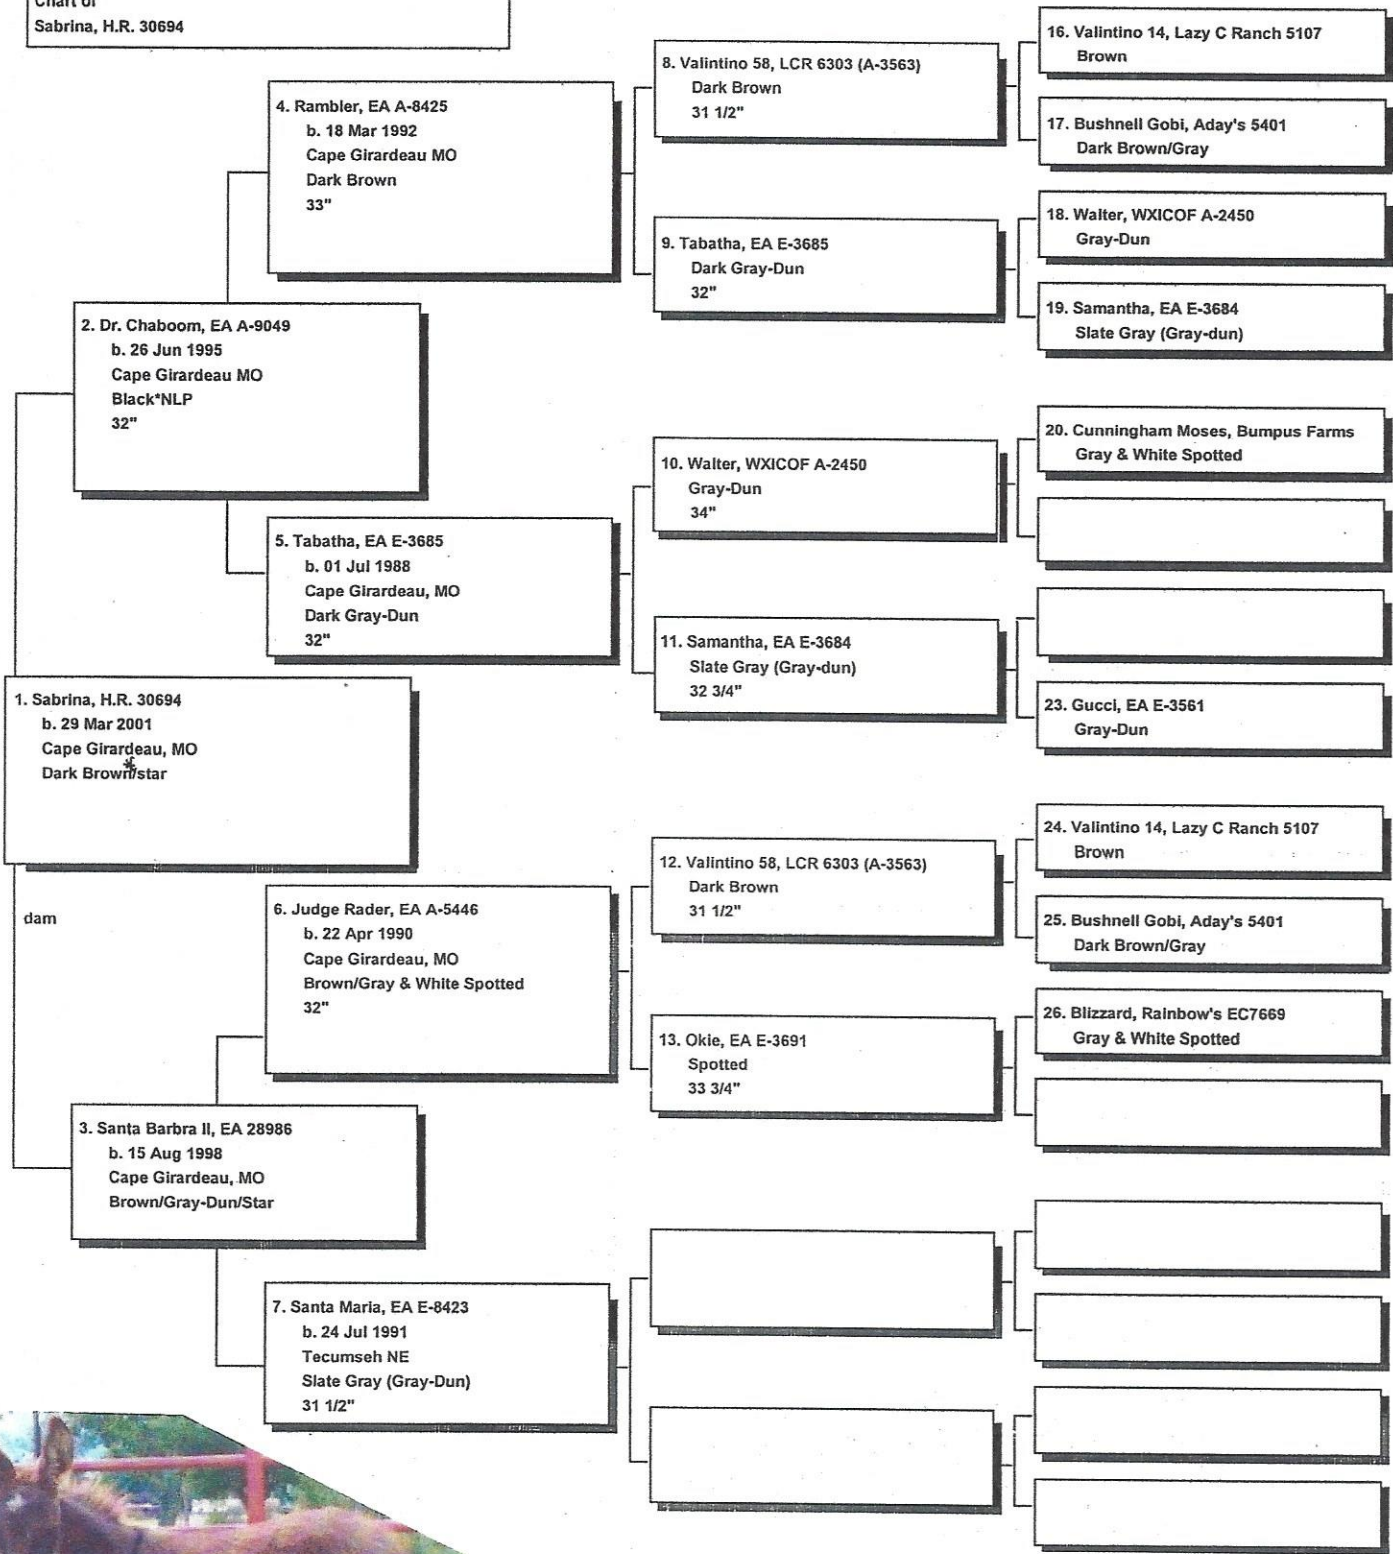 Chart of
Sabrina, H.R. 30694
1. Sabrina, H.R. 30694
b. 29 Mar 2001
Cape Girardeau, MO
Dark Brown/star
*
dam
2. Dr. Chaboom, EA A-9049
b. 26 Jun 1995
Cape Girardeau MO
Black*NLP
32"
3. Santa Barbra II, EA 28986
b. 15 Aug 1998
Cape Girardeau, MO
Brown/Gray-Dun/Star
4. Rambler, EA A-8425
b. 18 Mar 1992
Cape Girardeau MO
Dark Brown
33"
5. Tabatha, EA E-3685
b. 01 Jul 1988
Cape Girardeau, MO
Dark Gray-Dun
32"
6. Judge Rader, EA A-5446
b. 22 Apr 1990
Cape Girardeau, MO
Brown/Gray & White Spotted
32"
7. Santa Maria, EA E-8423
b. 24 Jul 1991
Tecumseh NE
Slate Gray (Gray-Dun)
31 1/2"
8. Valintino 58, LCR 6303 (A-3563)
Dark Brown
31 1/2"
9. Tabatha, EA E-3685
Dark Gray-Dun
32"
10. Walter, WXICOF A-2450
Gray-Dun
34"
11. Samantha, EA E-3684
Slate Gray (Gray-dun)
32 3/4"
12. Valintino 58, LCR 6303 (A-3563)
Dark Brown
31 1/2"
13. Okie, EA E-3691
Spotted
33 3/4"
16. Valintino 14, Lazy C Ranch 5107
Brown
17. Bushnell Gobi, Aday's 5401
Dark Brown/Gray
18. Walter, WXICOF A-2450
Gray-Dun
19. Samantha, EA E-3684
Slate Gray (Gray-dun)
20. Cunningham Moses, Bumpus Farms
Gray & White Spotted
23. Gucci, EA E-3561
Gray-Dun
24. Valintino 14, Lazy C Ranch 5107
Brown
25. Bushnell Gobi, Aday's 5401
Dark Brown/Gray
26. Blizzard, Rainbow's EC7669
Gray & White Spotted